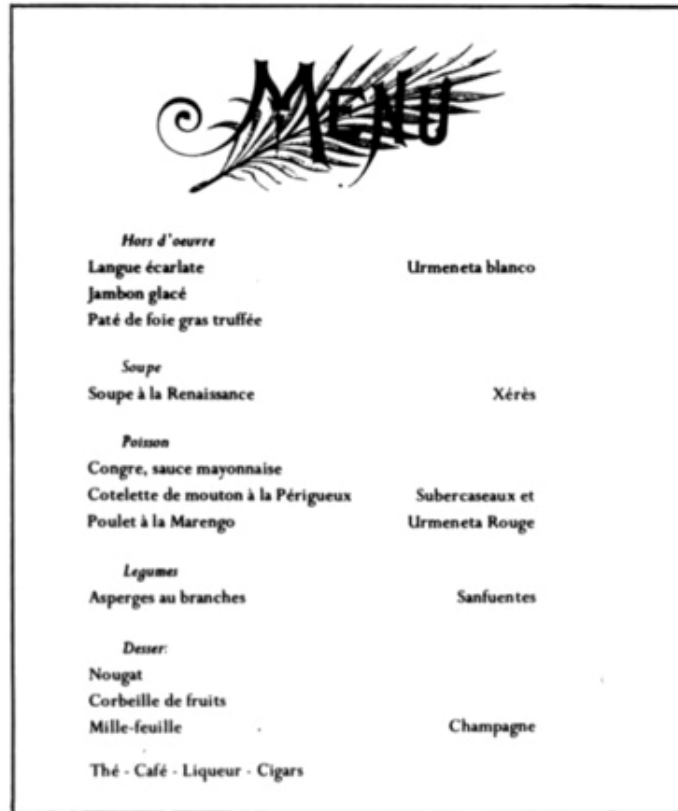 MENU
Hors d'oeuvre
Langue écarlate Urmeneta blanco
Jambon glacé
Paté de foie gras truffée
Soupe
Soupe à la Renaissance Xérès
Poisson
Congre, sauce mayonnaise
Cotelette de mouton à la Périgueux Subercaseaux et
Poulet à la Marengo Urmeneta Rouge
Legumes
Asperges au branches Sanfuentes
Desser:
Nougat
Corbeille de fruits
Mille-feuille Champagne
Thé - Café - Liqueur - Cigars